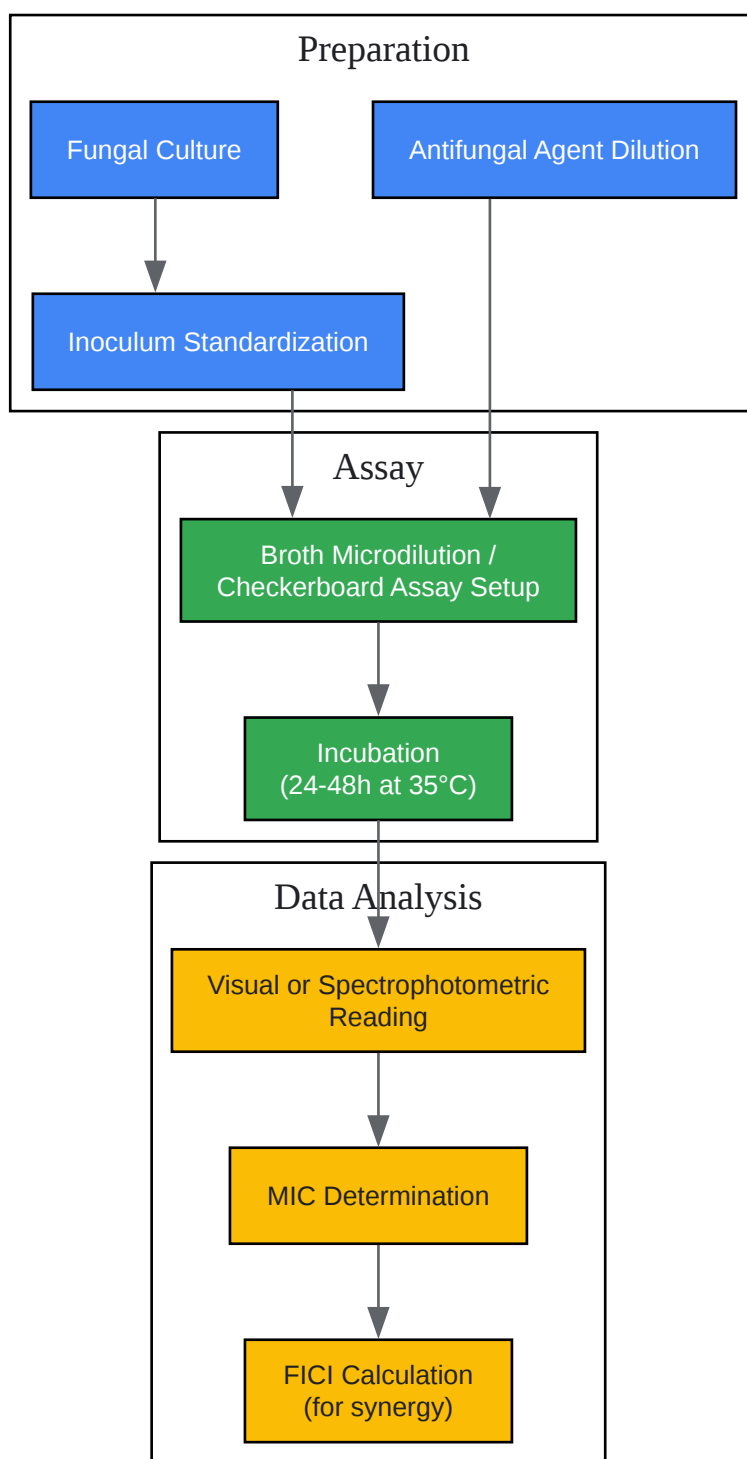 Preparation
Fungal Culture
Antifungal Agent Dilution
Inoculum Standardization
Assay
Broth Microdilution /
Checkerboard Assay Setup
Incubation
(24-48h at 35°C)
Data Analysis
Visual or Spectrophotometric
Reading
MIC Determination
FICI Calculation
(for synergy)